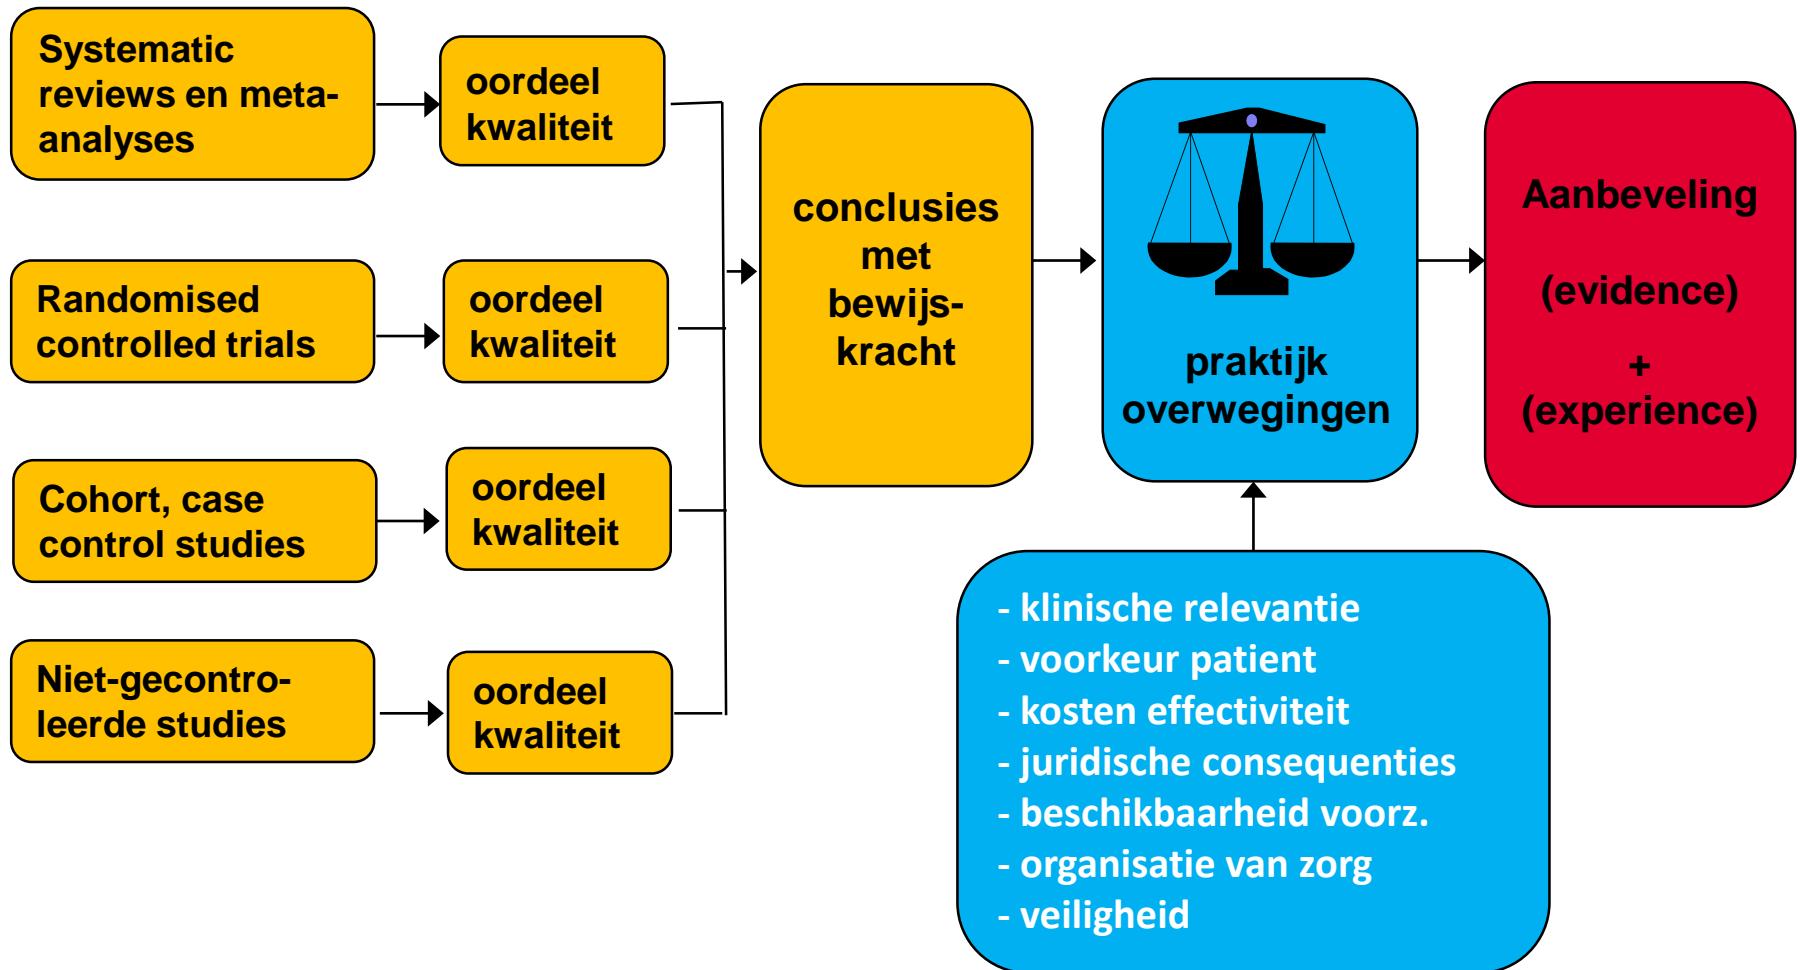 Systematic
reviews en meta-
analyses
oordeel
kwaliteit
Randomised
controlled trials
oordeel
kwaliteit
Cohort, case
control studies
oordeel
kwaliteit
Niet-gecontro-
leerde studies
oordeel
kwaliteit
conclusies
met
bewijs-
kracht
praktijk
overwegingen
Aanbeveling
(evidence)
+
(experience)
- klinische relevantie
- voorkeur patient
- kosten effectiviteit
- juridische consequenties
- beschikbaarheid voorz.
- organisatie van zorg
- veiligheid